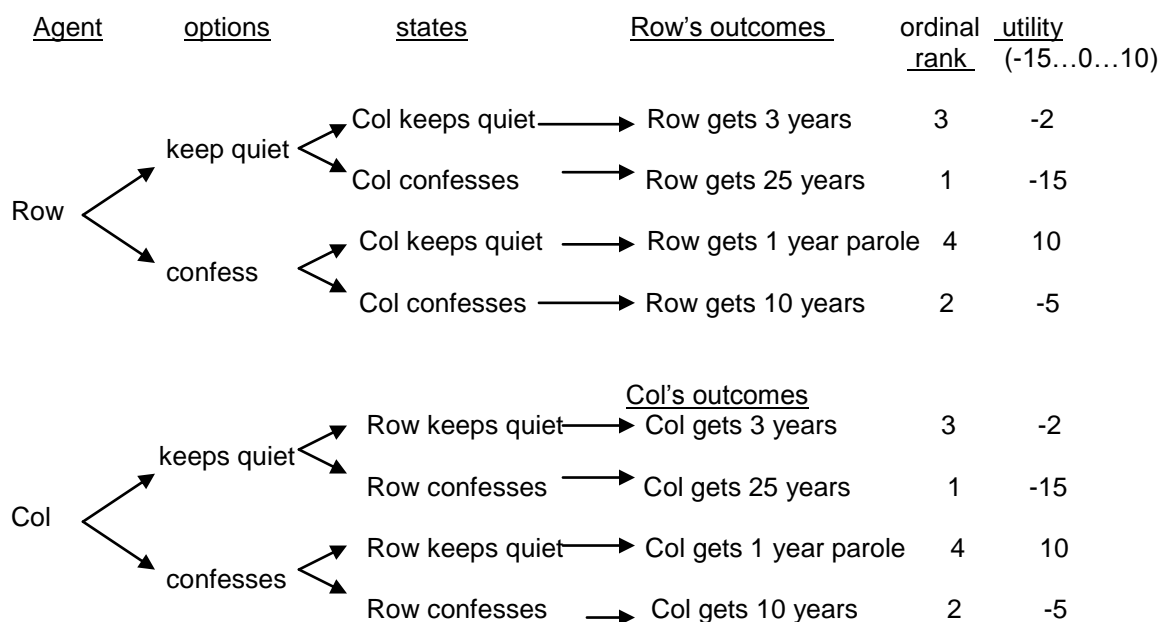 Agent options states Row's outcomes ordinal utility
rank (-15…0…10)
Col keeps quiet Row gets 3 years 3 -2
keep quiet
Col confesses Row gets 25 years 1 -15
Row
Col keeps quiet Row gets 1 year parole 4 10
confess
Col confesses Row gets 10 years 2 -5
Col's outcomes
Row keeps quiet Col gets 3 years 3 -2
keeps quiet
Row confesses Col gets 25 years 1 -15
Col
Row keeps quiet Col gets 1 year parole 4 10
confesses
Row confesses Col gets 10 years 2 -5